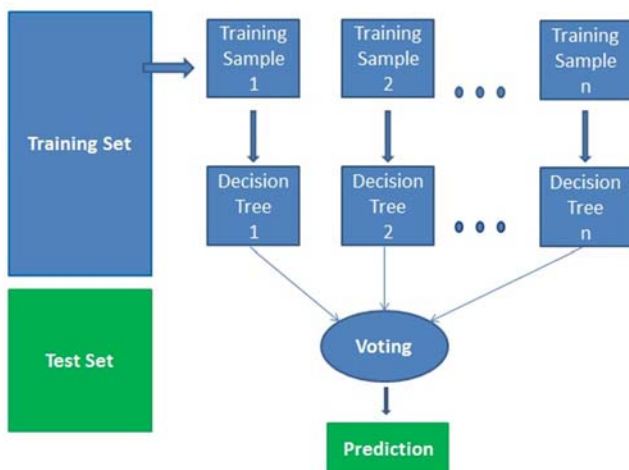 Training Set
Training
Sample
1
Training
Sample
2
Training
Sample
n
Decision
Tree
1
Decision
Tree
2
Decision
Tree
n
Voting
Test Set
Prediction